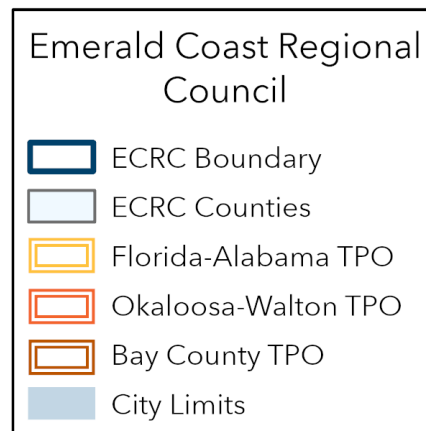 Emerald Coast Regional
Council
ECRC Boundary
ECRC Counties
Florida-Alabama TPO
Okaloosa-Walton TPO
Bay County TPO
City Limits